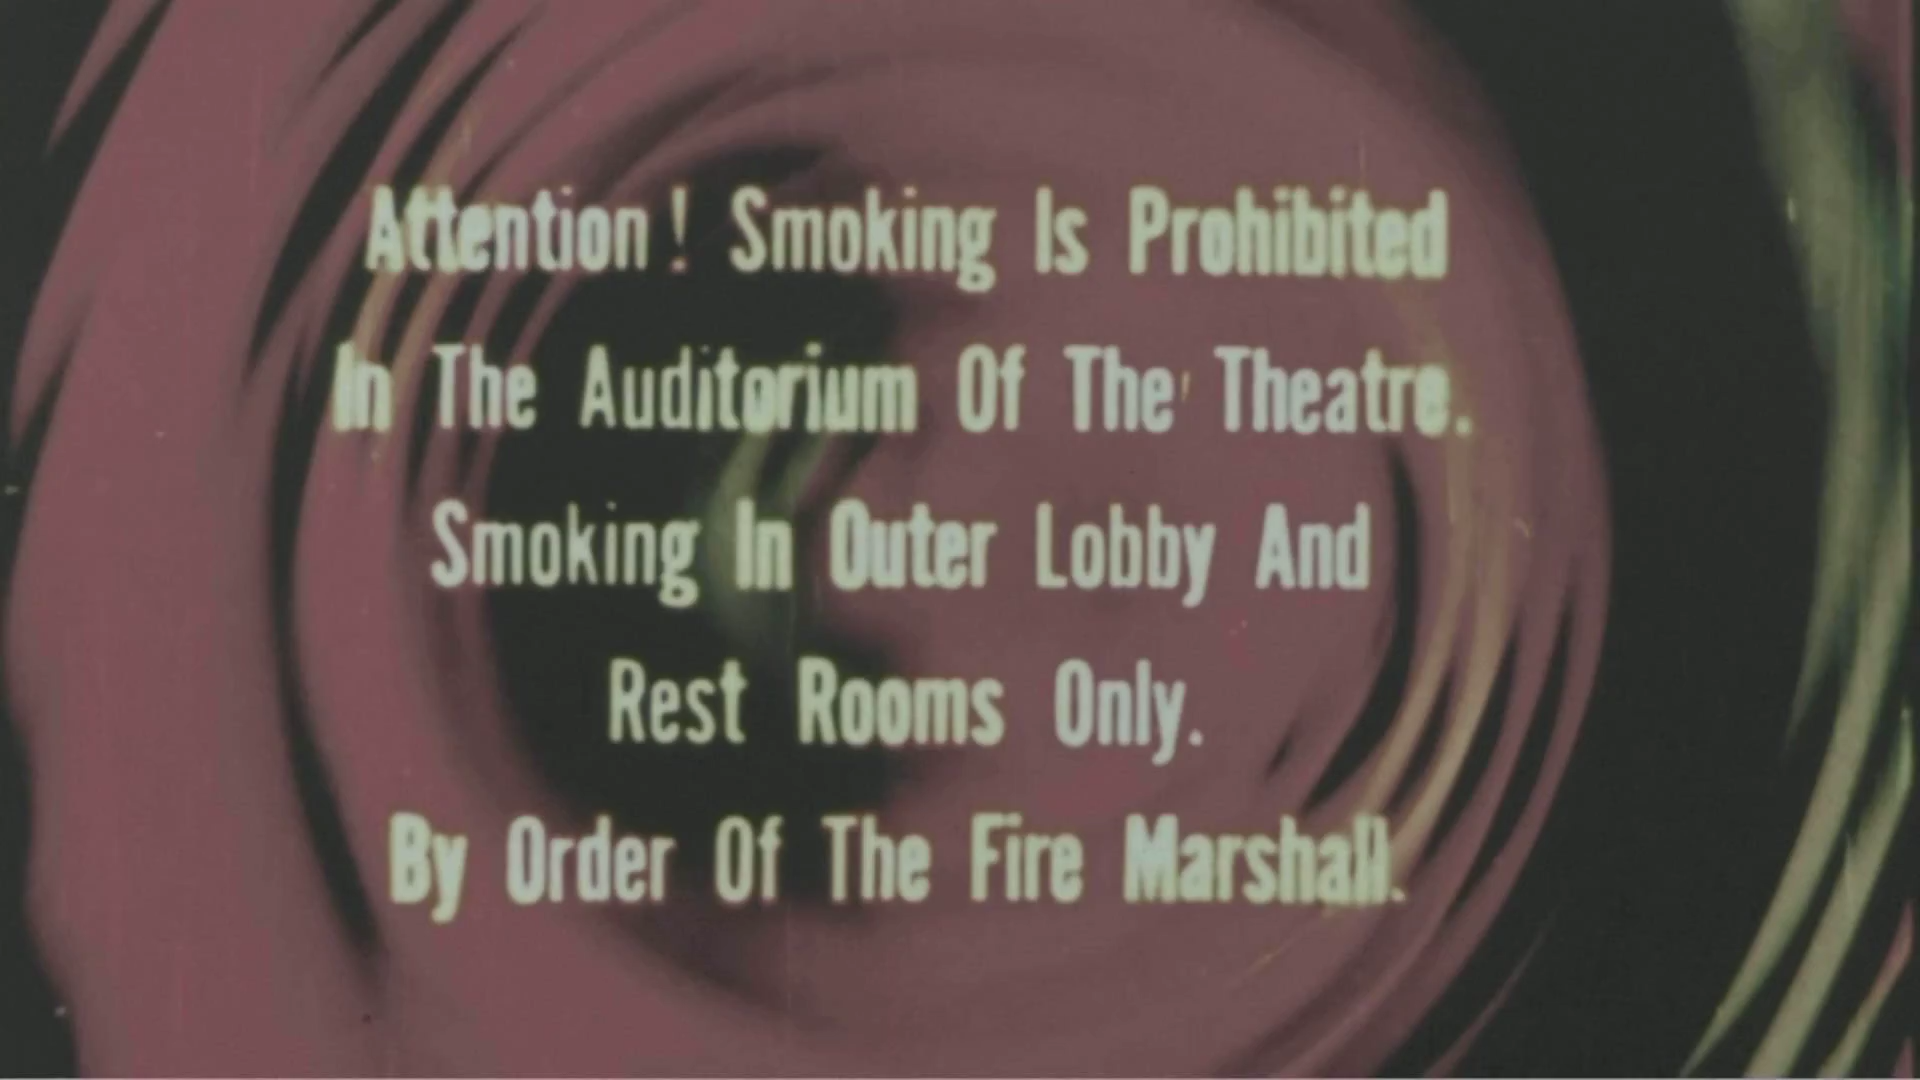 Attention! Smoking Is Prohibited
In The Auditorium Of The Theatre.
Smoking In Outer Lobby And
Rest Rooms Only.
By Order Of The Fire Marshall.